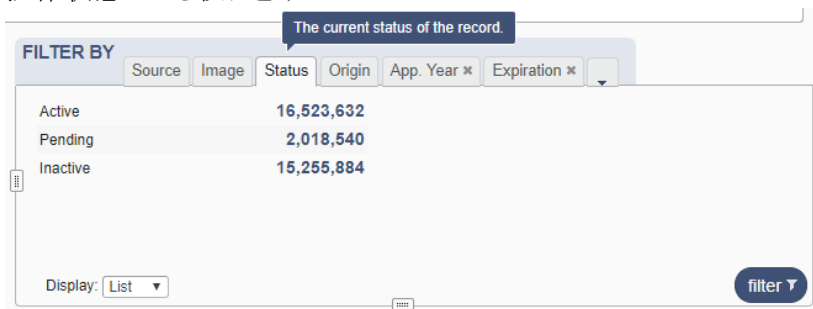 The current status of the record.
FILTER BY
Source Image Status Origin App. Year × Expiration ×
Active 16,523,632
Pending 2,018,540
Inactive 15,255,884
Display: List
filter